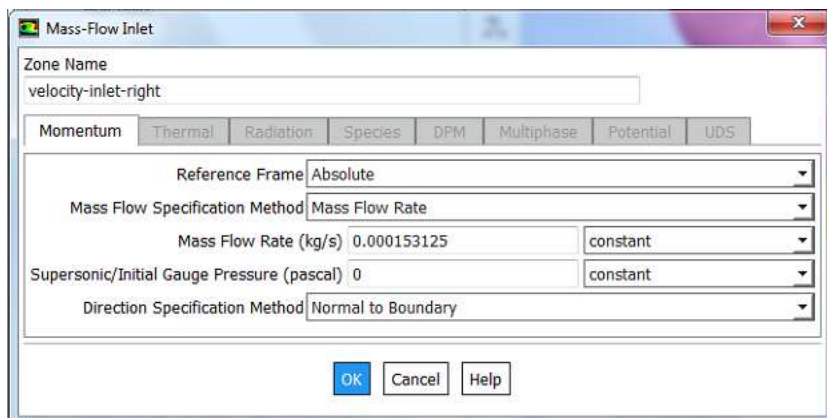 Mass-Flow Inlet
Zone Name
velocity-inlet-right
Momentum Thermal Radiation Species DPM Multiphase Potential UDS
Reference Frame Absolute
Mass Flow Specification Method Mass Flow Rate
Mass Flow Rate (kg/s) 0.000153125 constant
Supersonic/Initial Gauge Pressure (pascal) 0 constant
Direction Specification Method Normal to Boundary
OK Cancel Help